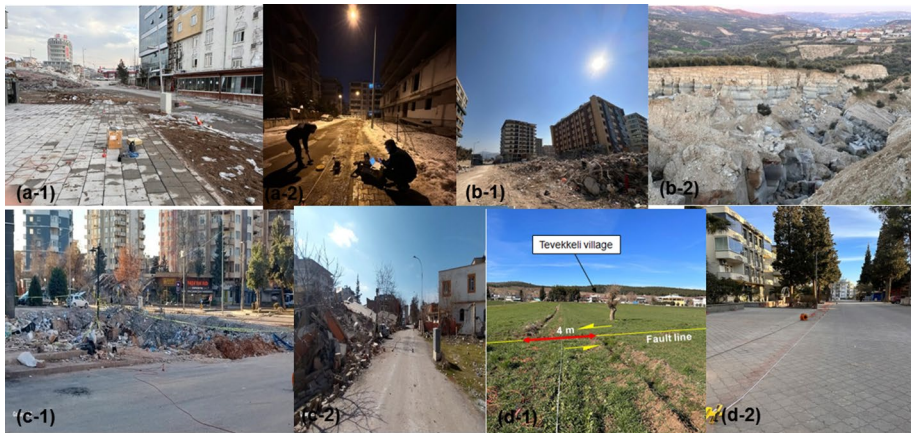 (a-1)
(a-2)
(b-1)
(b-2)
(c-1)
(c-2)
Tevekkeli village
4 m
Fault line
(d-1)
(d-2)